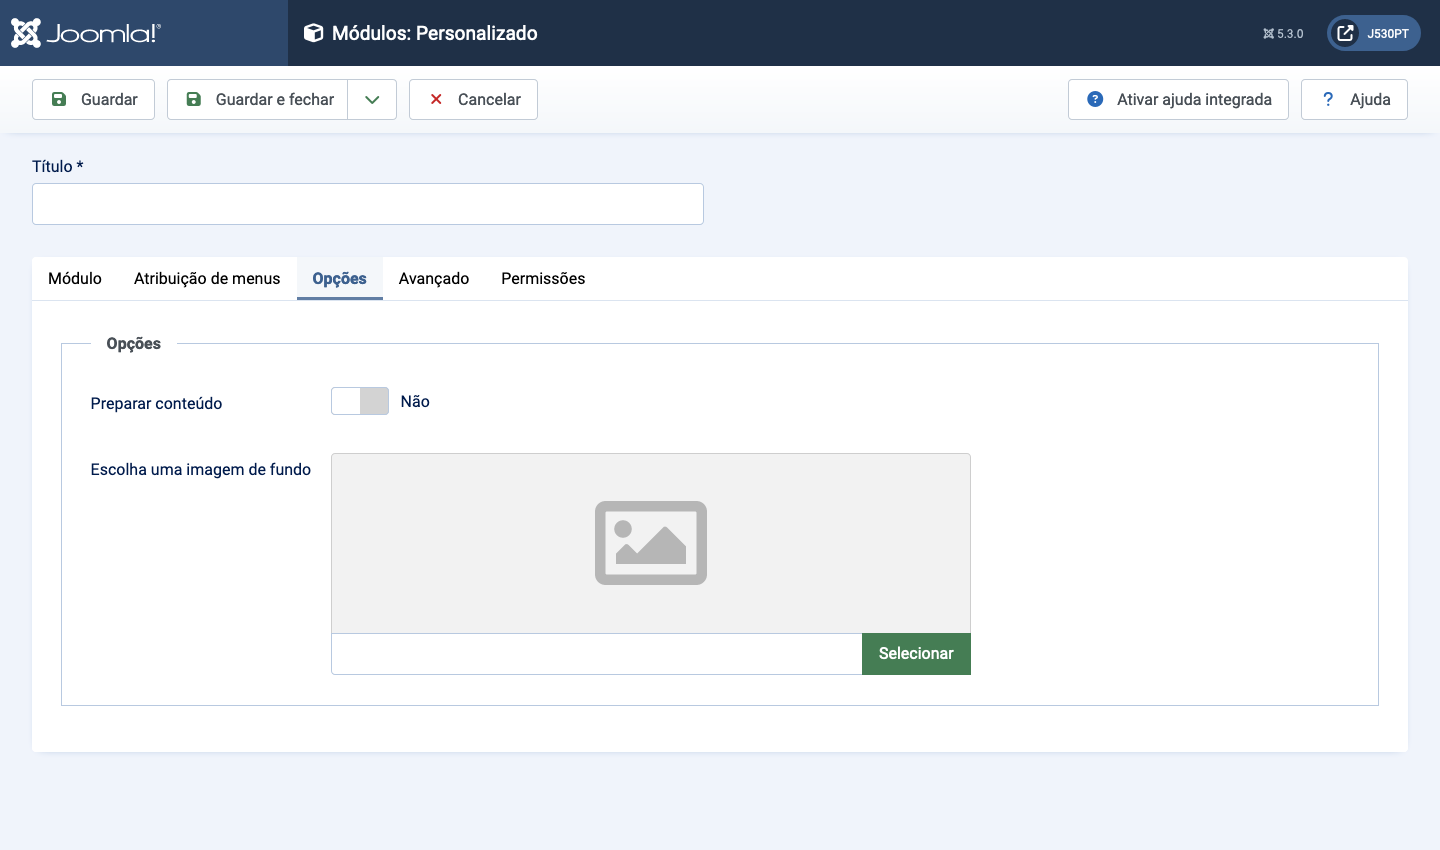 Joomla!®
Módulos: Personalizado
5.3.0
J530PT
Guardar
Guardar e fechar
Cancelar
Ativar ajuda integrada
? Ajuda
Título *
Módulo
Atribuição de menus
Opções
Avançado
Permissões
Opções
Preparar conteúdo
Não
Escolha uma imagem de fundo
Selecionar